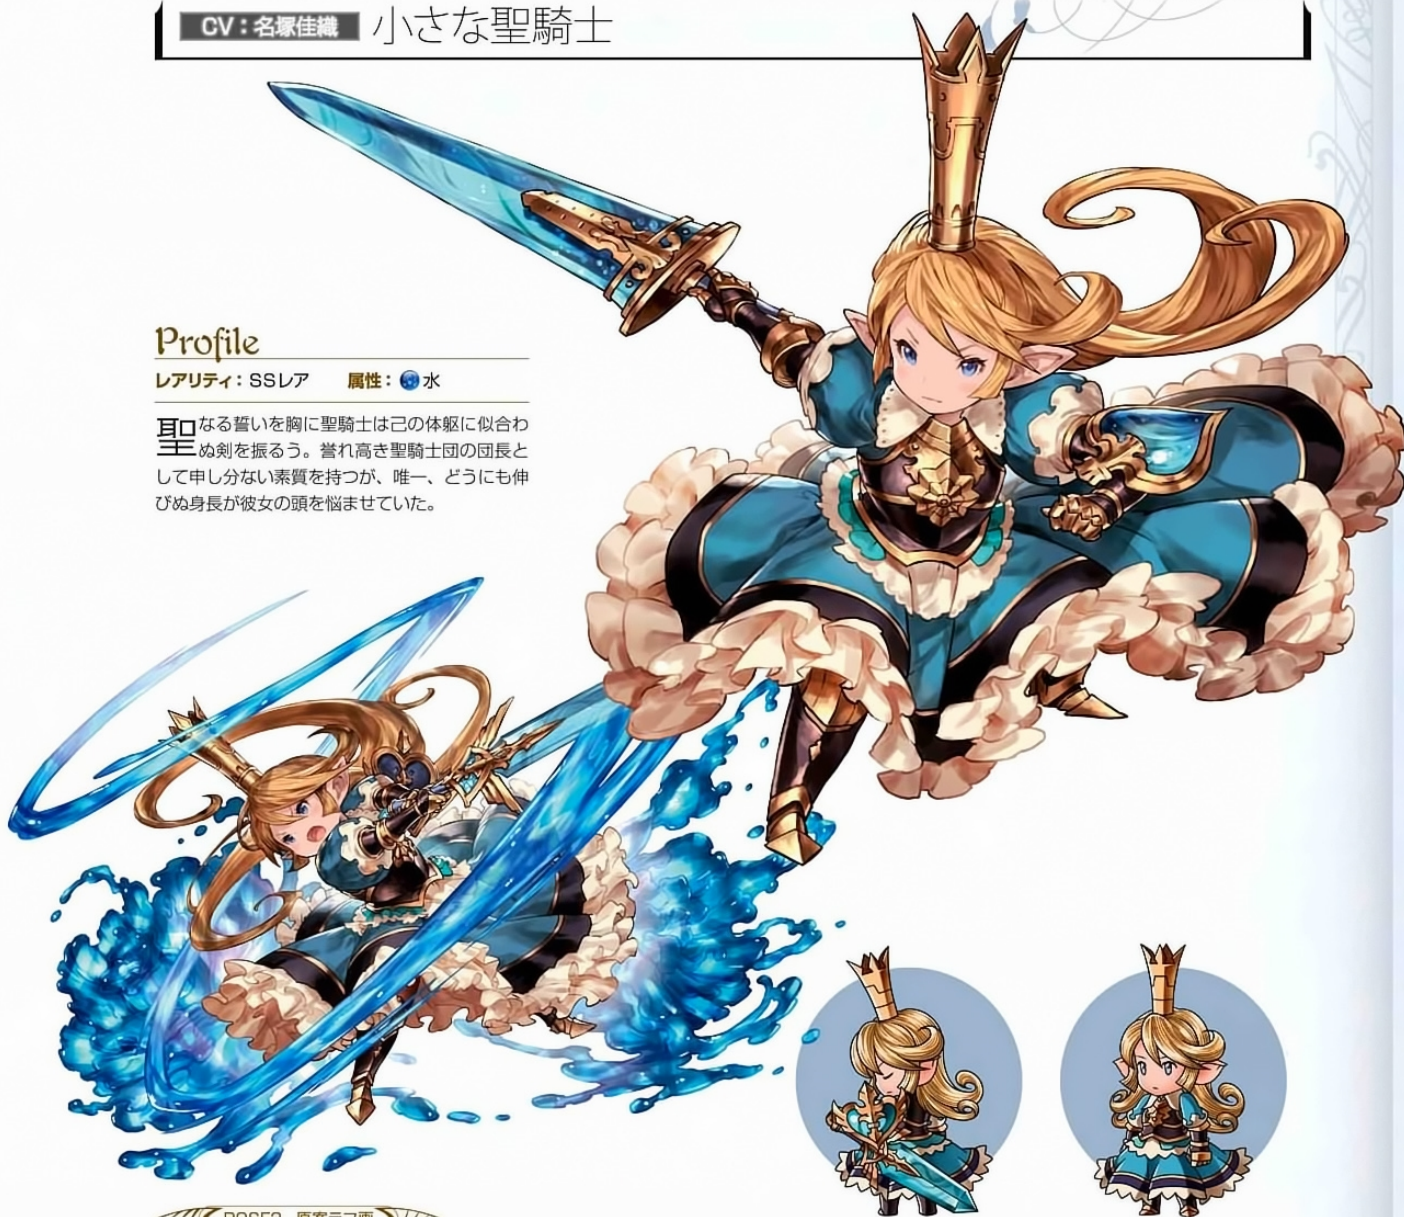 CV：名塚佳織 小さな聖騎士
Profile
レアリティ：SSレア 属性：水
聖なる誓いを胸に聖騎士は己の体躯に似合わ
ぬ剣を振るう。誉れ高き聖騎士団の団長と
して申し分ない素質を持つが、唯一、どうにも伸
びぬ身長が彼女の頭を悩ませていた。